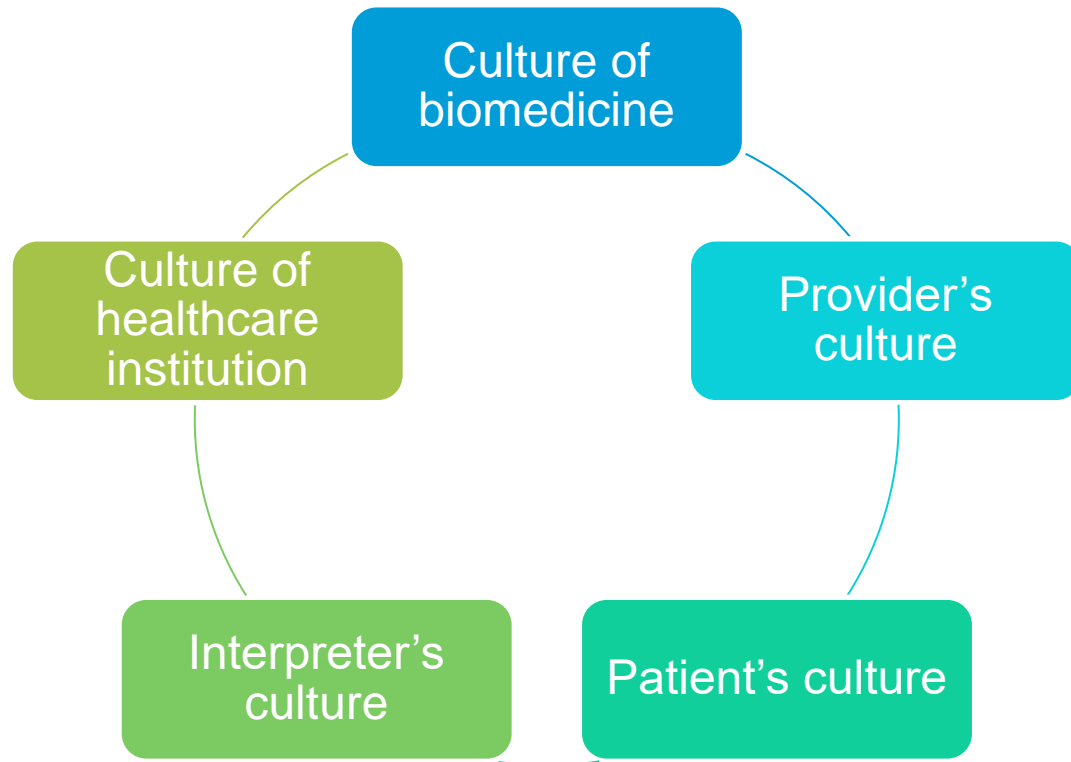 Culture of
biomedicine
Provider’s
culture
Patient’s culture
Interpreter’s
culture
Culture of
healthcare
institution